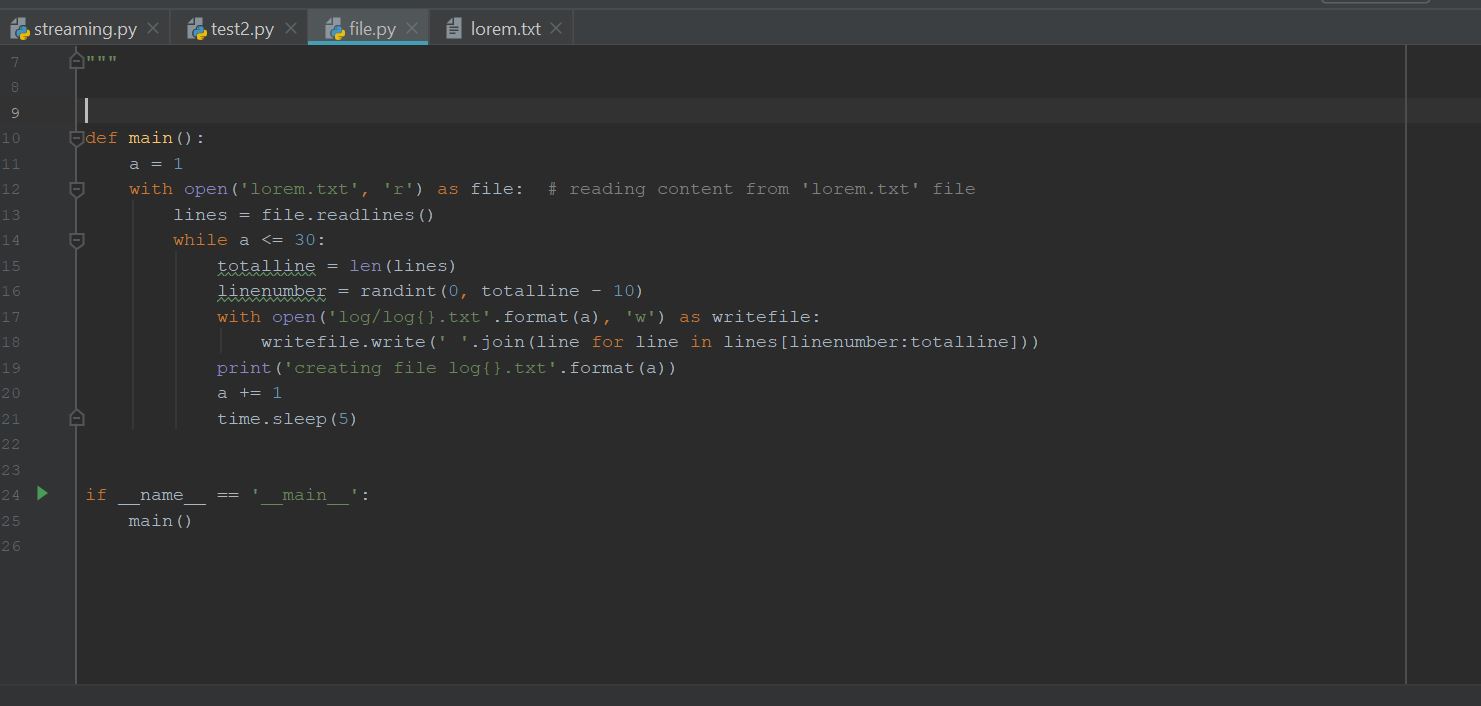 streaming.py test2.py file.py lorem.txt
7 """
8
9
10 def main():
11     a = 1
12     with open('lorem.txt', 'r') as file:  # reading content from 'lorem.txt' file
13         lines = file.readlines()
14         while a <= 30:
15             totalline = len(lines)
16             linenumber = randint(0, totalline - 10)
17             with open('log/log{}.txt'.format(a), 'w') as writefile:
18                 writefile.write(' '.join(line for line in lines[linenumber:totalline]))
19             print('creating file log{}.txt'.format(a))
20             a += 1
21             time.sleep(5)
22
23
24 if __name__ == '__main__':
25     main()
26